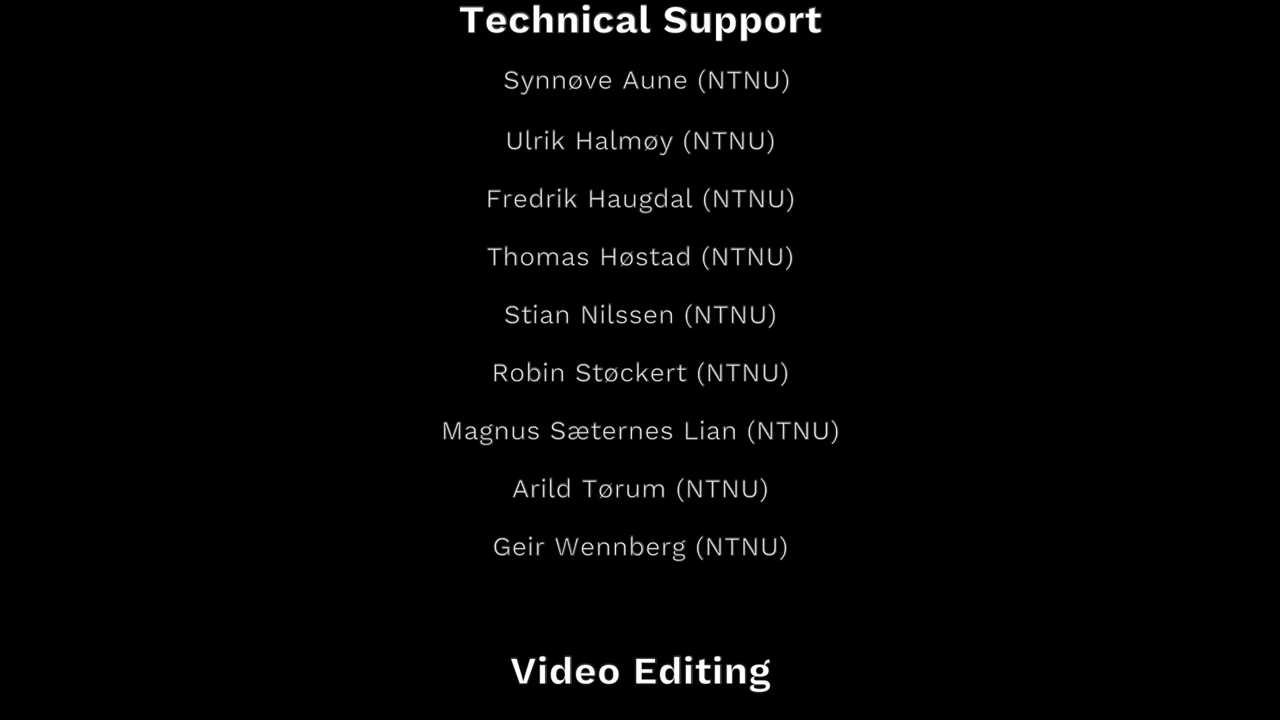 Technical Support
Synnøve Aune (NTNU)
Ulrik Halmøy (NTNU)
Fredrik Haugdal (NTNU)
Thomas Høstad (NTNU)
Stian Nilssen (NTNU)
Robin Støckert (NTNU)
Magnus Sæternes Lian (NTNU)
Arild Tørum (NTNU)
Geir Wennberg (NTNU)
Video Editing